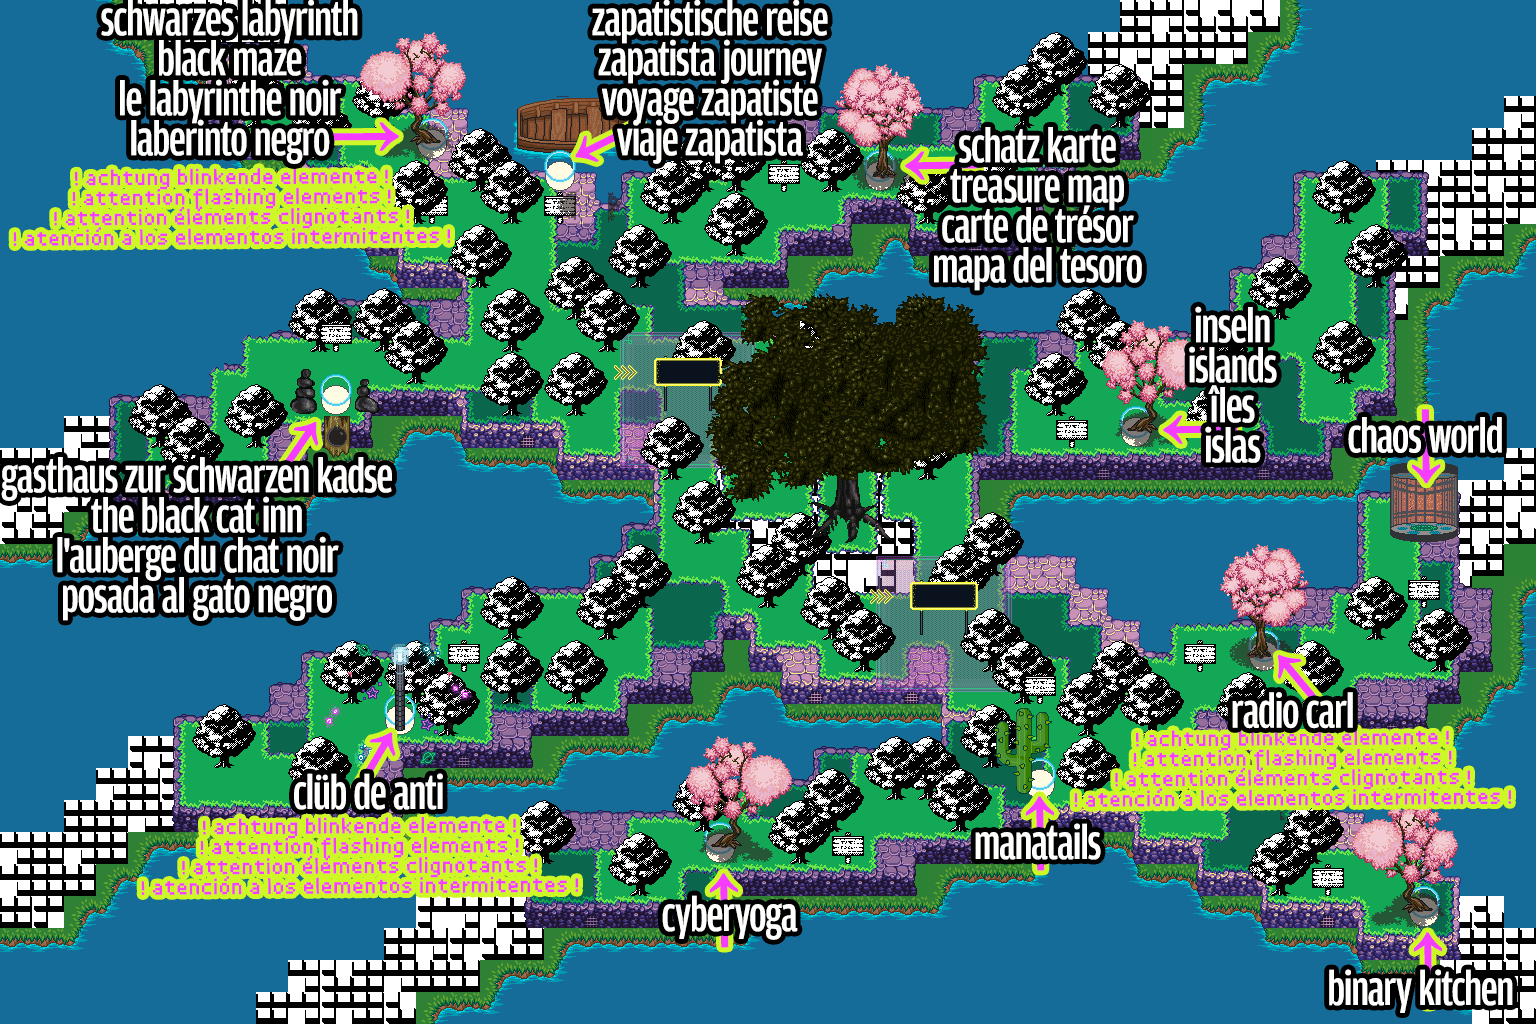 schwarzes labyrinth
black maze
le labyrinthe noir
laberinto negro
! achtung blinkende elemente !
! attention flashing elements !
! attention éléments clignotants !
! atención a los elementos intermitentes !
zapatistische reise
zapatista journey
voyage zapatiste
viaje zapatista
schatz karte
treasure map
carte de trésor
mapa del tesoro
inseln
islands
îles
islas
chaos world
gasthaus zur schwarzen kadse
the black cat inn
l'auberge du chat noir
posada al gato negro
radio carl
! achtung blinkende elemente !
! attention flashing elements !
! attention éléments clignotants !
! atención a los elementos intermitentes !
clüb de anti
! achtung blinkende elemente !
! attention flashing elements !
! attention éléments clignotants !
! atención a los elementos intermitentes !
manatails
cyberyoga
binary kitchen